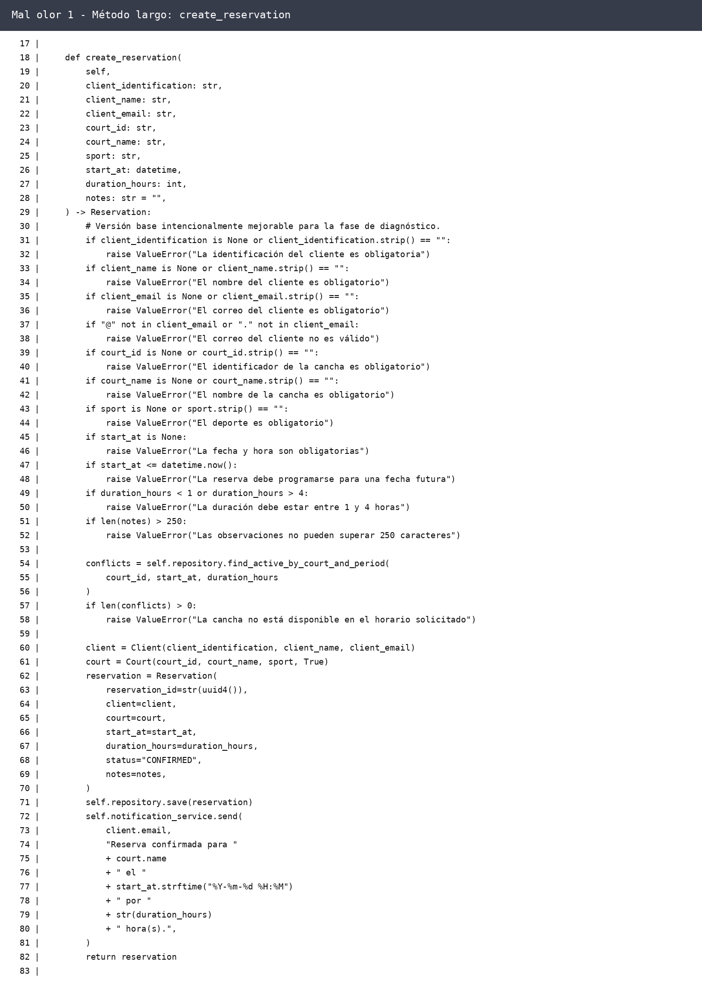 Mal olor 1 - Método largo: create_reservation
17 |
18 |     def create_reservation(
19 |         self,
20 |         client_identification: str,
21 |         client_name: str,
22 |         client_email: str,
23 |         court_id: str,
24 |         court_name: str,
25 |         sport: str,
26 |         start_at: datetime,
27 |         duration_hours: int,
28 |         notes: str = "",
29 |     ) -> Reservation:
30 |         # Versión base intencionalmente mejorable para la fase de diagnóstico.
31 |         if client_identification is None or client_identification.strip() == "":
32 |             raise ValueError("La identificación del cliente es obligatoria")
33 |         if client_name is None or client_name.strip() == "":
34 |             raise ValueError("El nombre del cliente es obligatorio")
35 |         if client_email is None or client_email.strip() == "":
36 |             raise ValueError("El correo del cliente es obligatorio")
37 |         if "@" not in client_email or "." not in client_email:
38 |             raise ValueError("El correo del cliente no es válido")
39 |         if court_id is None or court_id.strip() == "":
40 |             raise ValueError("El identificador de la cancha es obligatorio")
41 |         if court_name is None or court_name.strip() == "":
42 |             raise ValueError("El nombre de la cancha es obligatorio")
43 |         if sport is None or sport.strip() == "":
44 |             raise ValueError("El deporte es obligatorio")
45 |         if start_at is None:
46 |             raise ValueError("La fecha y hora son obligatorias")
47 |         if start_at <= datetime.now():
48 |             raise ValueError("La reserva debe programarse para una fecha futura")
49 |         if duration_hours < 1 or duration_hours > 4:
50 |             raise ValueError("La duración debe estar entre 1 y 4 horas")
51 |         if len(notes) > 250:
52 |             raise ValueError("Las observaciones no pueden superar 250 caracteres")
53 |
54 |         conflicts = self.repository.find_active_by_court_and_period(
55 |             court_id, start_at, duration_hours
56 |         )
57 |         if len(conflicts) > 0:
58 |             raise ValueError("La cancha no está disponible en el horario solicitado")
59 |
60 |         client = Client(client_identification, client_name, client_email)
61 |         court = Court(court_id, court_name, sport, True)
62 |         reservation = Reservation(
63 |             reservation_id=str(uuid4()),
64 |             client=client,
65 |             court=court,
66 |             start_at=start_at,
67 |             duration_hours=duration_hours,
68 |             status="CONFIRMED",
69 |             notes=notes,
70 |         )
71 |         self.repository.save(reservation)
72 |         self.notification_service.send(
73 |             client.email,
74 |             "Reserva confirmada para "
75 |             + court.name
76 |             + " el "
77 |             + start_at.strftime("%Y-%m-%d %H:%M")
78 |             + " por "
79 |             + str(duration_hours)
80 |             + " hora(s).",
81 |         )
82 |         return reservation
83 |